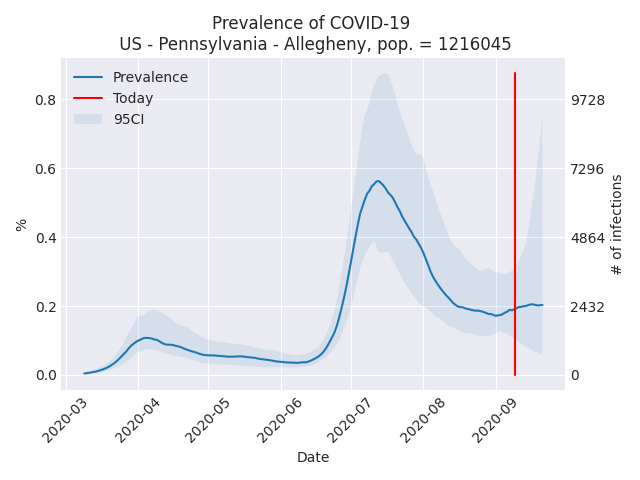 Prevalence of COVID-19
US - Pennsylvania - Allegheny, pop. = 1216045
Prevalence
Today
95CI
0.8
0.6
0.4
0.2
0.0
%
9728
7296
4864
2432
0
# of infections
2020-03
2020-04
2020-05
2020-06
2020-07
2020-08
2020-09
Date